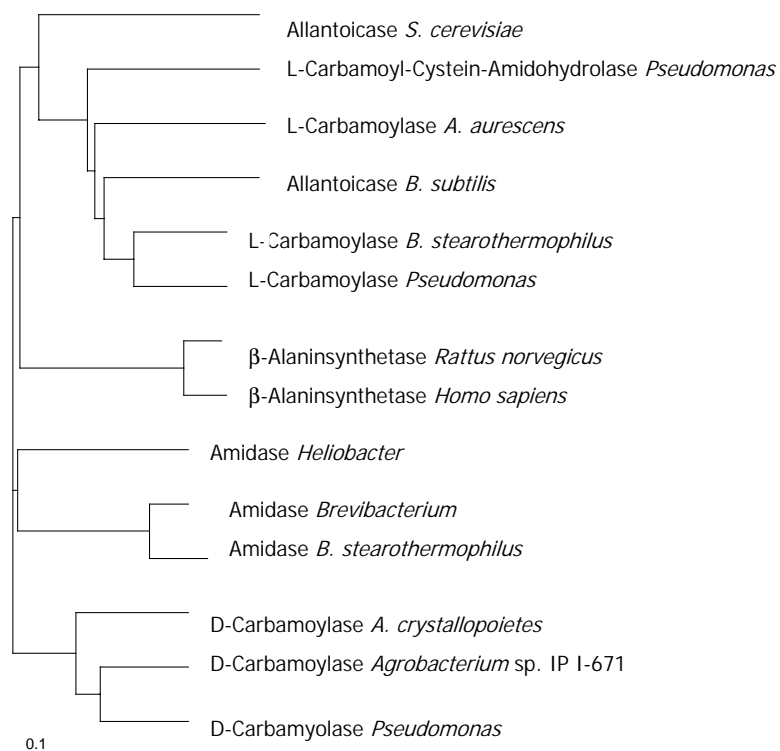 Allantoicase S. cerevisiae
L-Carbamoyl-Cystein-Amidohydrolase Pseudomonas
L-Carbamoylase A. aurescens
Allantoicase B. subtilis
L-Carbamoylase B. stearothermophilus
L-Carbamoylase Pseudomonas
β-Alaninsynthetase Rattus norvegicus
β-Alaninsynthetase Homo sapiens
Amidase Heliobacter
Amidase Brevibacterium
Amidase B. stearothermophilus
D-Carbamoylase A. crystallopoietes
D-Carbamoylase Agrobacterium sp. IP I-671
D-Carbamyolase Pseudomonas
0.1